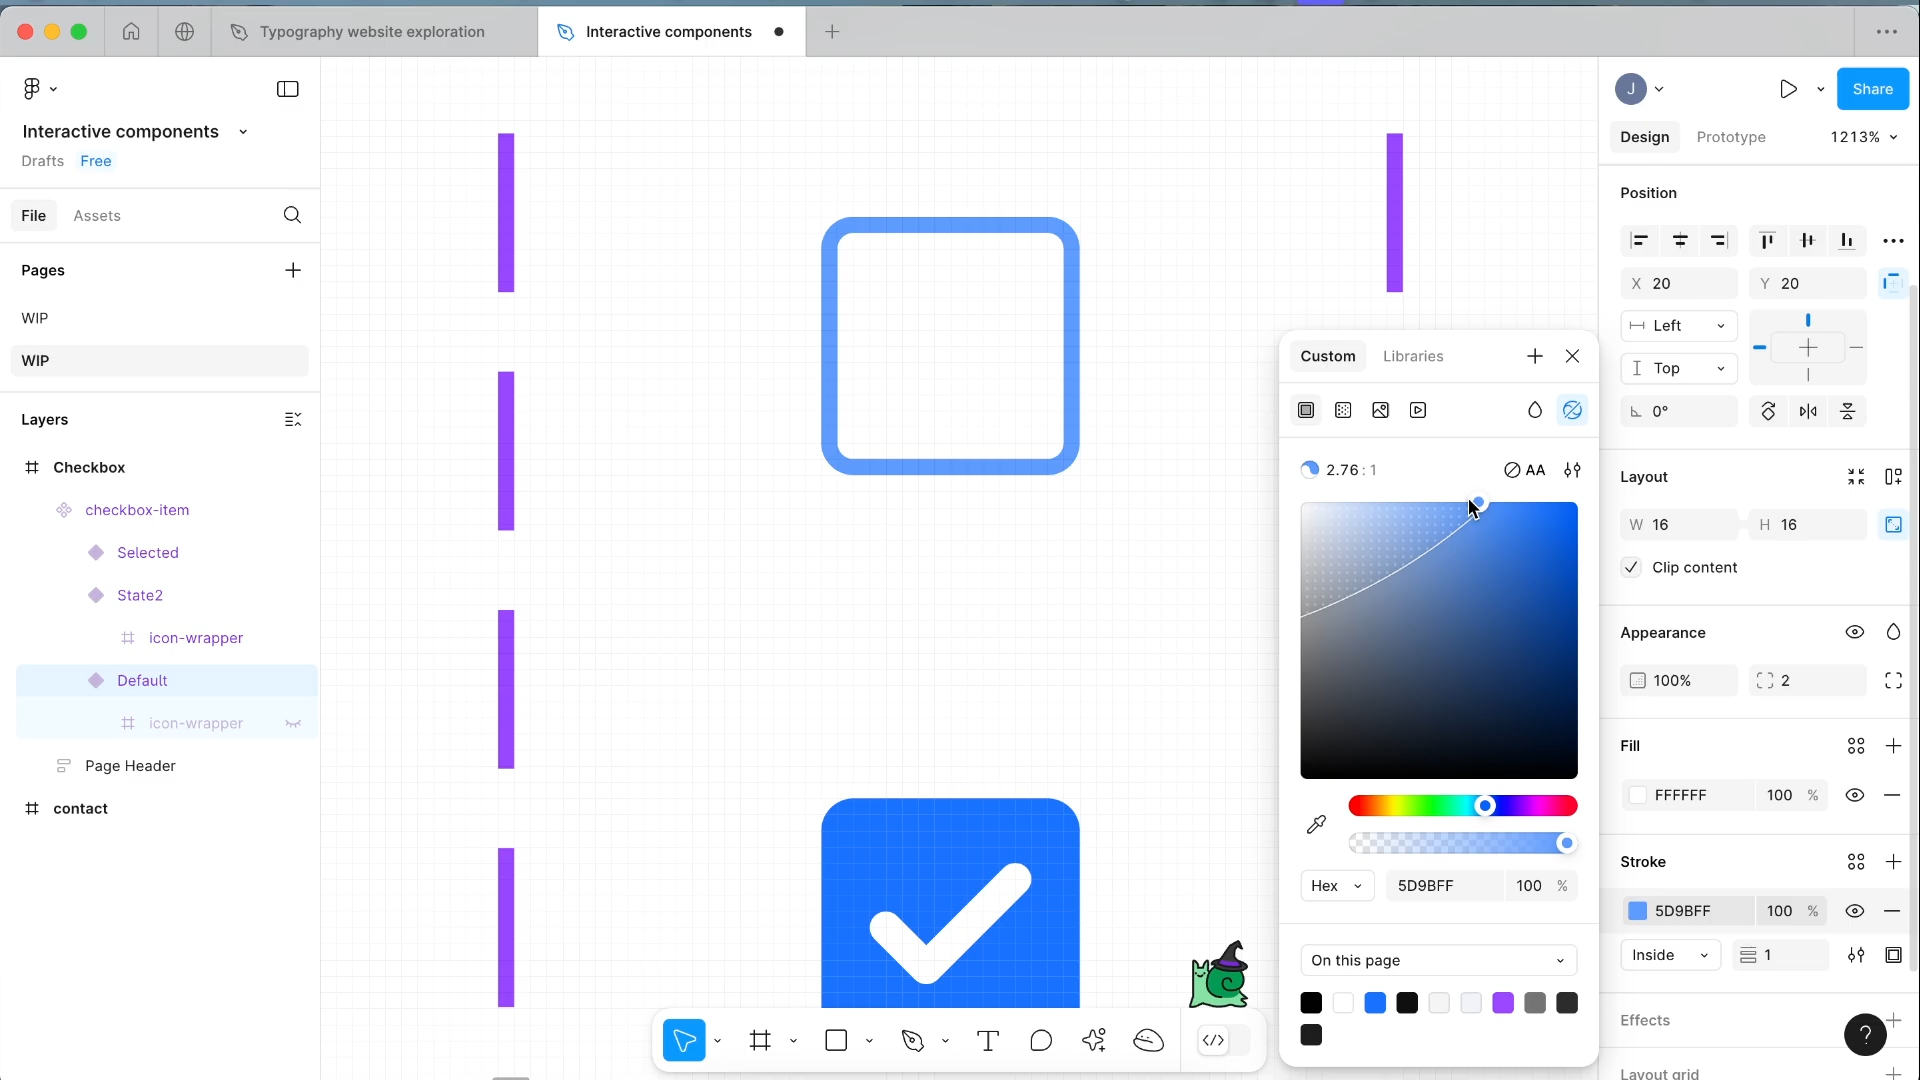 Typography website exploration
Interactive components
J
Share
Interactive components
Drafts Free
Design Prototype 1213%
File Assets
Pages
WIP
WIP
Layers
Checkbox
checkbox-item
Selected
State2
icon-wrapper
Default
icon-wrapper
Page Header
contact
Custom Libraries
2.76 : 1
AA
Hex 5D9BFF 100 %
On this page
Position
X 20 Y 20
Left
Top
0°
Layout
W 16 H 16
Clip content
Appearance
100% 2
Fill
FFFFFF 100 %
Stroke
5D9BFF 100 %
Inside 1
Effects
Layout grid
?